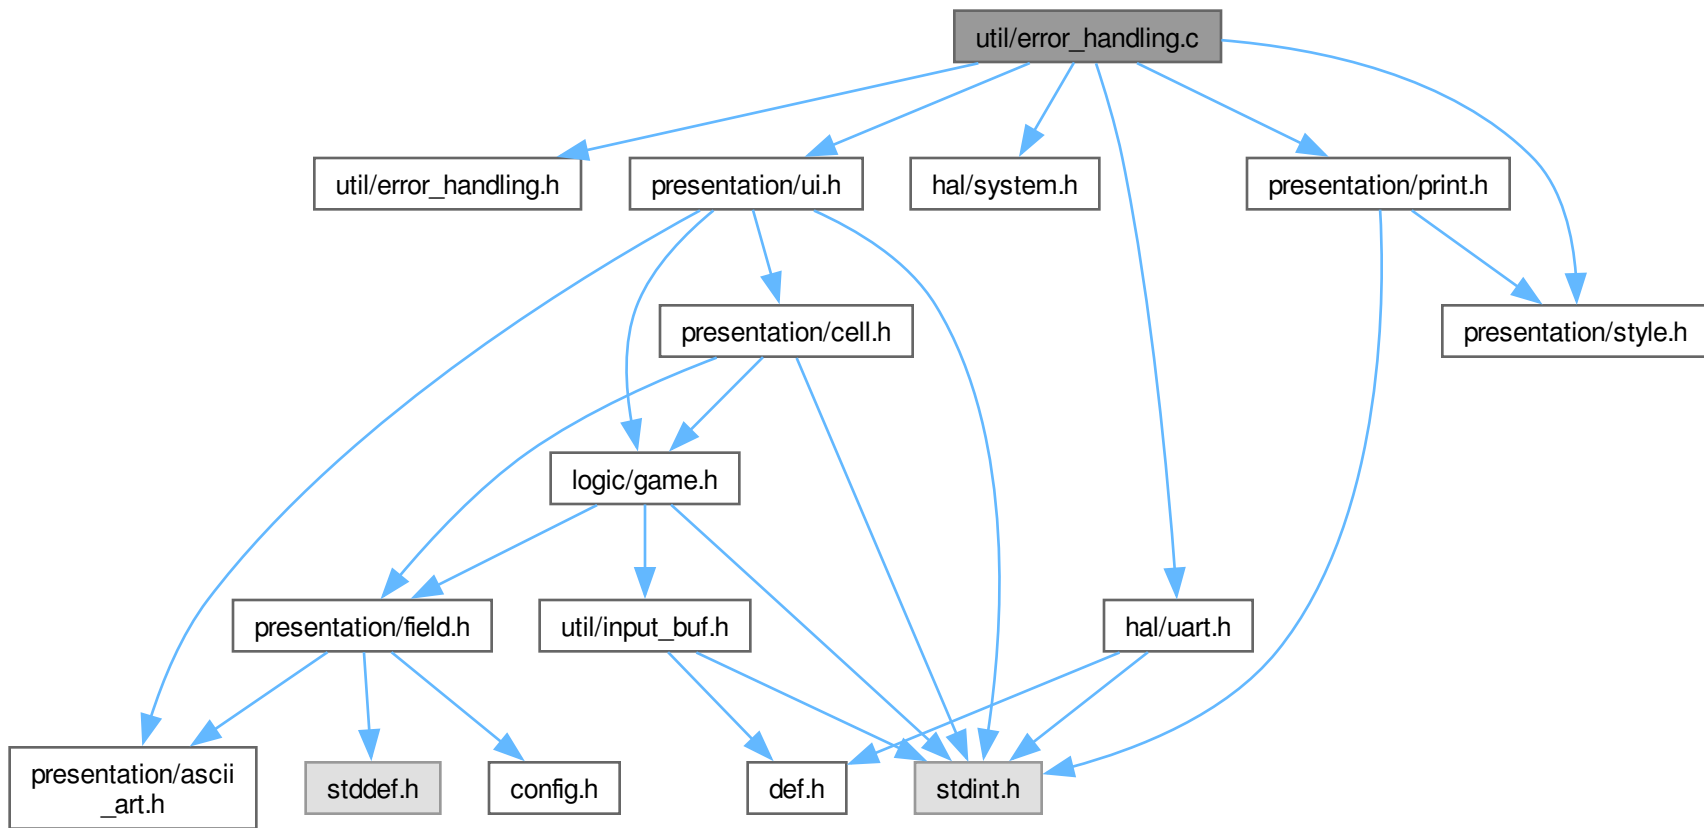 util/error_handling.c
util/error_handling.h
presentation/ui.h
hal/system.h
presentation/print.h
presentation/cell.h
presentation/style.h
logic/game.h
presentation/field.h
util/input_buf.h
hal/uart.h
presentation/ascii
_art.h
stddef.h
config.h
def.h
stdint.h